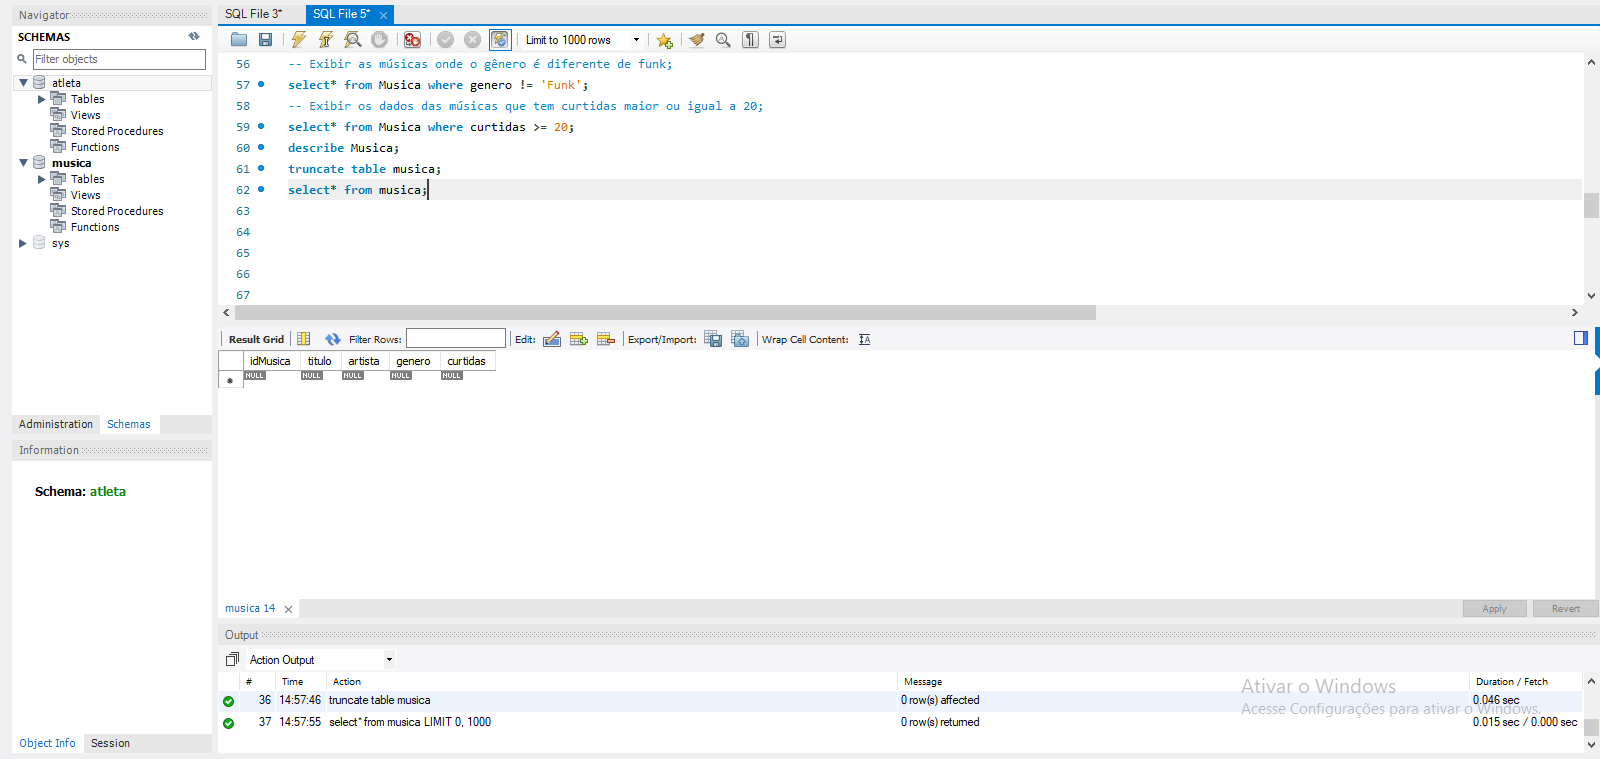 Navigator
SCHEMAS
Filter objects
atleta
Tables
Views
Stored Procedures
Functions
musica
Tables
Views
Stored Procedures
Functions
sys
Administration Schemas
Information
Schema: atleta
Object Info Session
SQL File 3* SQL File 5*
Limit to 1000 rows
56 -- Exibir as músicas onde o gênero é diferente de funk;
57 select* from Musica where genero != 'Funk';
58 -- Exibir os dados das músicas que tem curtidas maior ou igual a 20;
59 select* from Musica where curtidas >= 20;
60 describe Musica;
61 truncate table musica;
62 select* from musica;
63
64
65
66
67
Result Grid Filter Rows: Edit: Export/Import: Wrap Cell Content:
idMusica titulo artista genero curtidas
NULL NULL NULL NULL NULL
musica 14 Apply Revert
Output
Action Output
# Time Action Message Duration / Fetch
36 14:57:46 truncate table musica 0 row(s) affected 0.046 sec
37 14:57:55 select* from musica LIMIT 0, 1000 0 row(s) returned 0.015 sec / 0.000 sec
Ativar o Windows
Acesse Configurações para ativar o Windows.